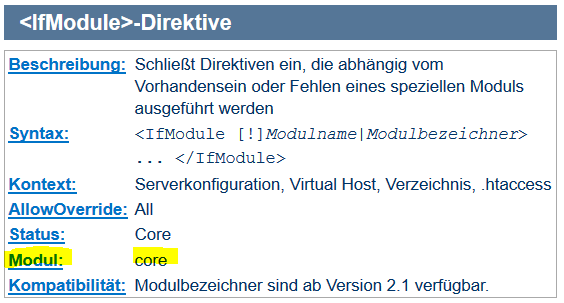 <IfModule>-Direktive
Beschreibung: Schließt Direktiven ein, die abhängig vom
Vorhandensein oder Fehlen eines speziellen Moduls
ausgeführt werden
Syntax: <IfModule [!]Modulname|Modulbezeichner>
... </IfModule>
Kontext: Serverkonfiguration, Virtual Host, Verzeichnis, .htaccess
AllowOverride: All
Status: Core
Modul: core
Kompatibilität: Modulbezeichner sind ab Version 2.1 verfügbar.